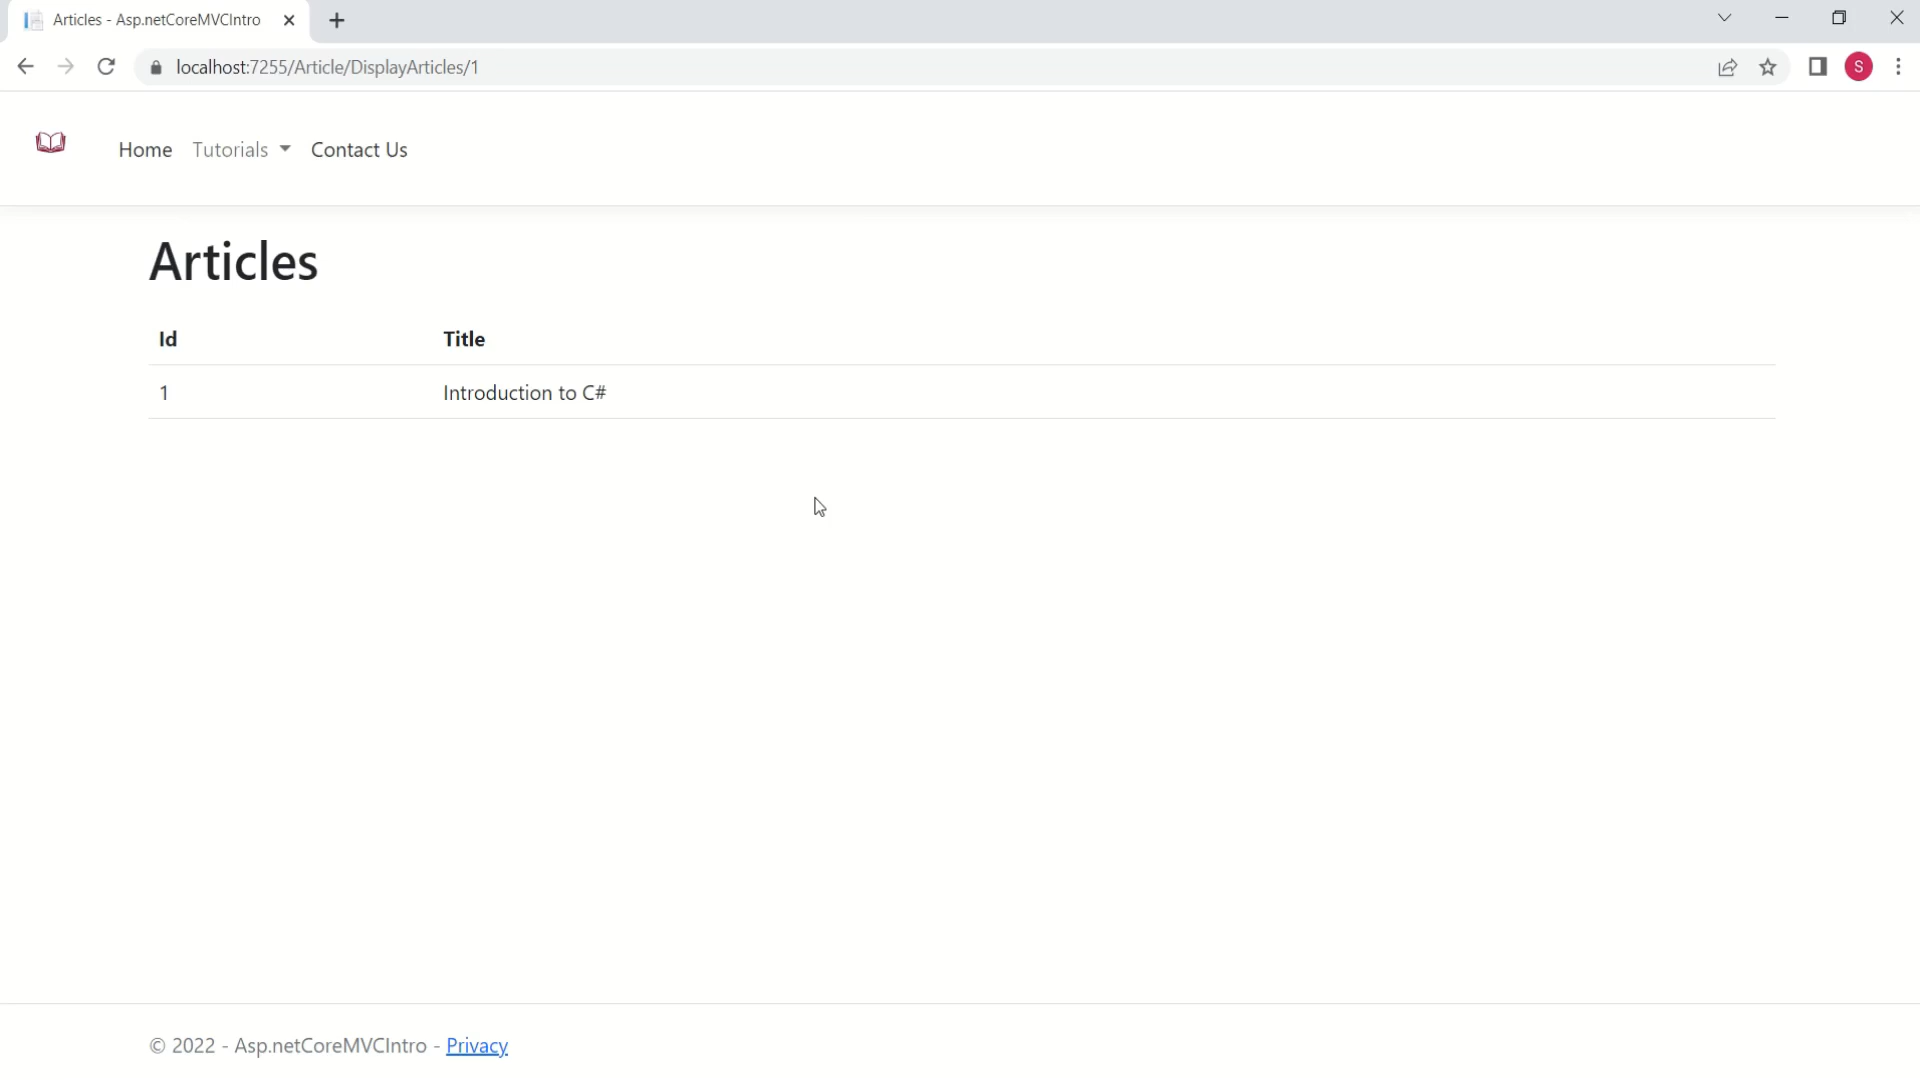 Articles - Asp.netCoreMVCIntro
localhost:7255/Article/DisplayArticles/1
S
Home Tutorials Contact Us
Articles
Id Title
1 Introduction to C#
© 2022 - Asp.netCoreMVCIntro - Privacy